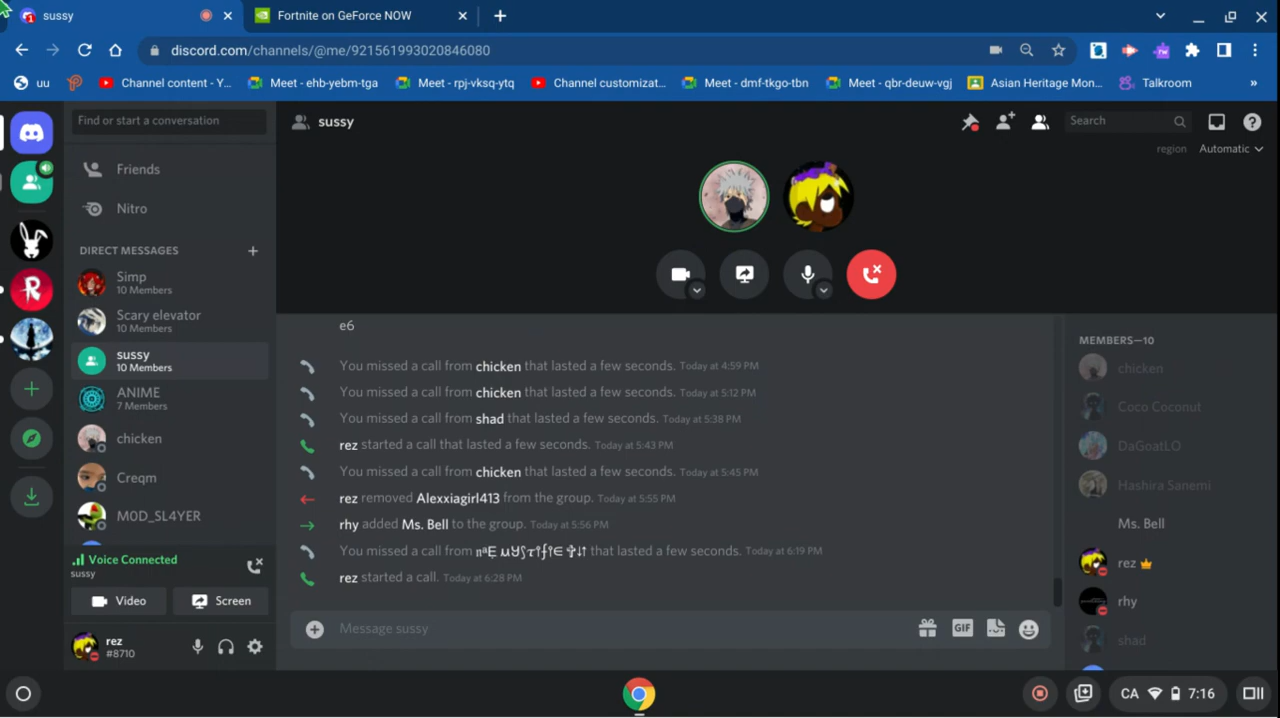 sussy
Fortnite on GeForce NOW
discord.com/channels/@me/921561993020846080
uu
Channel content - Y...
Meet - ehb-yebm-tga
Meet - rpj-vksq-ytq
Channel customizat...
Meet - dmf-tkgo-tbn
Meet - qbr-deuw-vgj
Asian Heritage Mon...
Talkroom
»
Find or start a conversation
sussy
Search
region Automatic
Friends
Nitro
DIRECT MESSAGES
Simp
10 Members
Scary elevator
10 Members
sussy
10 Members
ANIME
7 Members
chicken
Creqm
M0D_SL4YER
Voice Connected
sussy
Video
Screen
rez
#8710
e6
You missed a call from chicken that lasted a few seconds. Today at 4:59 PM
You missed a call from chicken that lasted a few seconds. Today at 5:12 PM
You missed a call from shad that lasted a few seconds. Today at 5:38 PM
rez started a call that lasted a few seconds. Today at 5:43 PM
You missed a call from chicken that lasted a few seconds. Today at 5:45 PM
rez removed Alexxiagirl413 from the group. Today at 5:55 PM
rhy added Ms. Bell to the group. Today at 5:56 PM
You missed a call from that lasted a few seconds. Today at 6:19 PM
rez started a call. Today at 6:28 PM
Message sussy
GIF
MEMBERS—10
chicken
Coco Coconut
DaGoatLO
Hashira Sanemi
Ms. Bell
rez
rhy
shad
CA 7:16